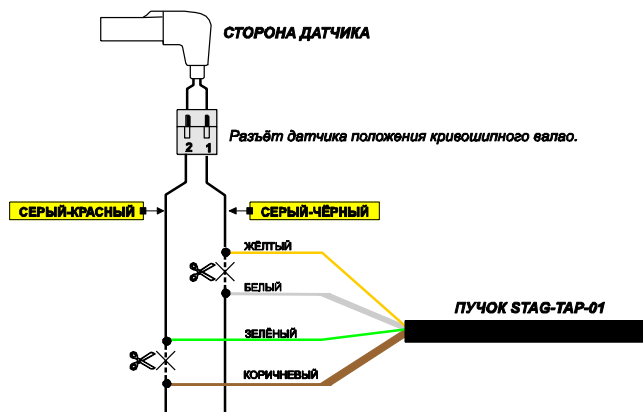 СТОРОНА ДАТЧИКА
Разъёт датчика положения кривошипного валао.
2 1
СЕРЫЙ-КРАСНЫЙ
СЕРЫЙ-ЧЁРНЫЙ
ЖЁЛТЫЙ
БЕЛЫЙ
ПУЧОК STAG-TAP-01
ЗЕЛЁНЫЙ
КОРИЧНЕВЫЙ